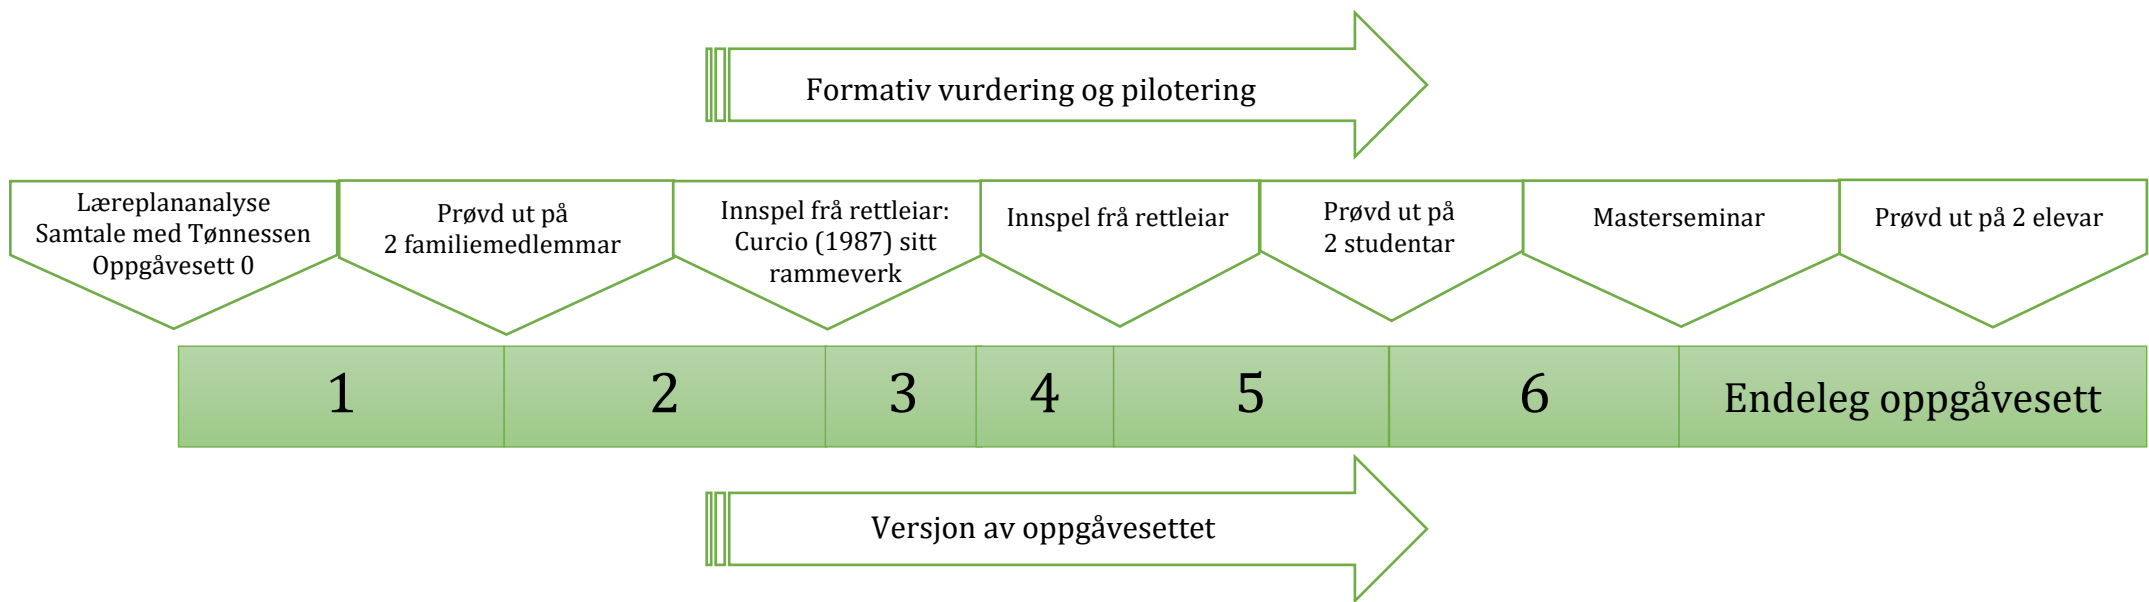 Formativ vurdering og pilotering
Læreplananalyse
Samtale med Tønnessen
Oppgåvesett 0
Prøvd ut på
2 familiemedlemmar
Innspel frå rettleiar:
Curcio (1987) sitt
rammeverk
Innspel frå rettleiar
Prøvd ut på
2 studentar
Masterseminar
Prøvd ut på 2 elevar
1
2
3
4
5
6
Endeleg oppgåvesett
Versjon av oppgåvesettet